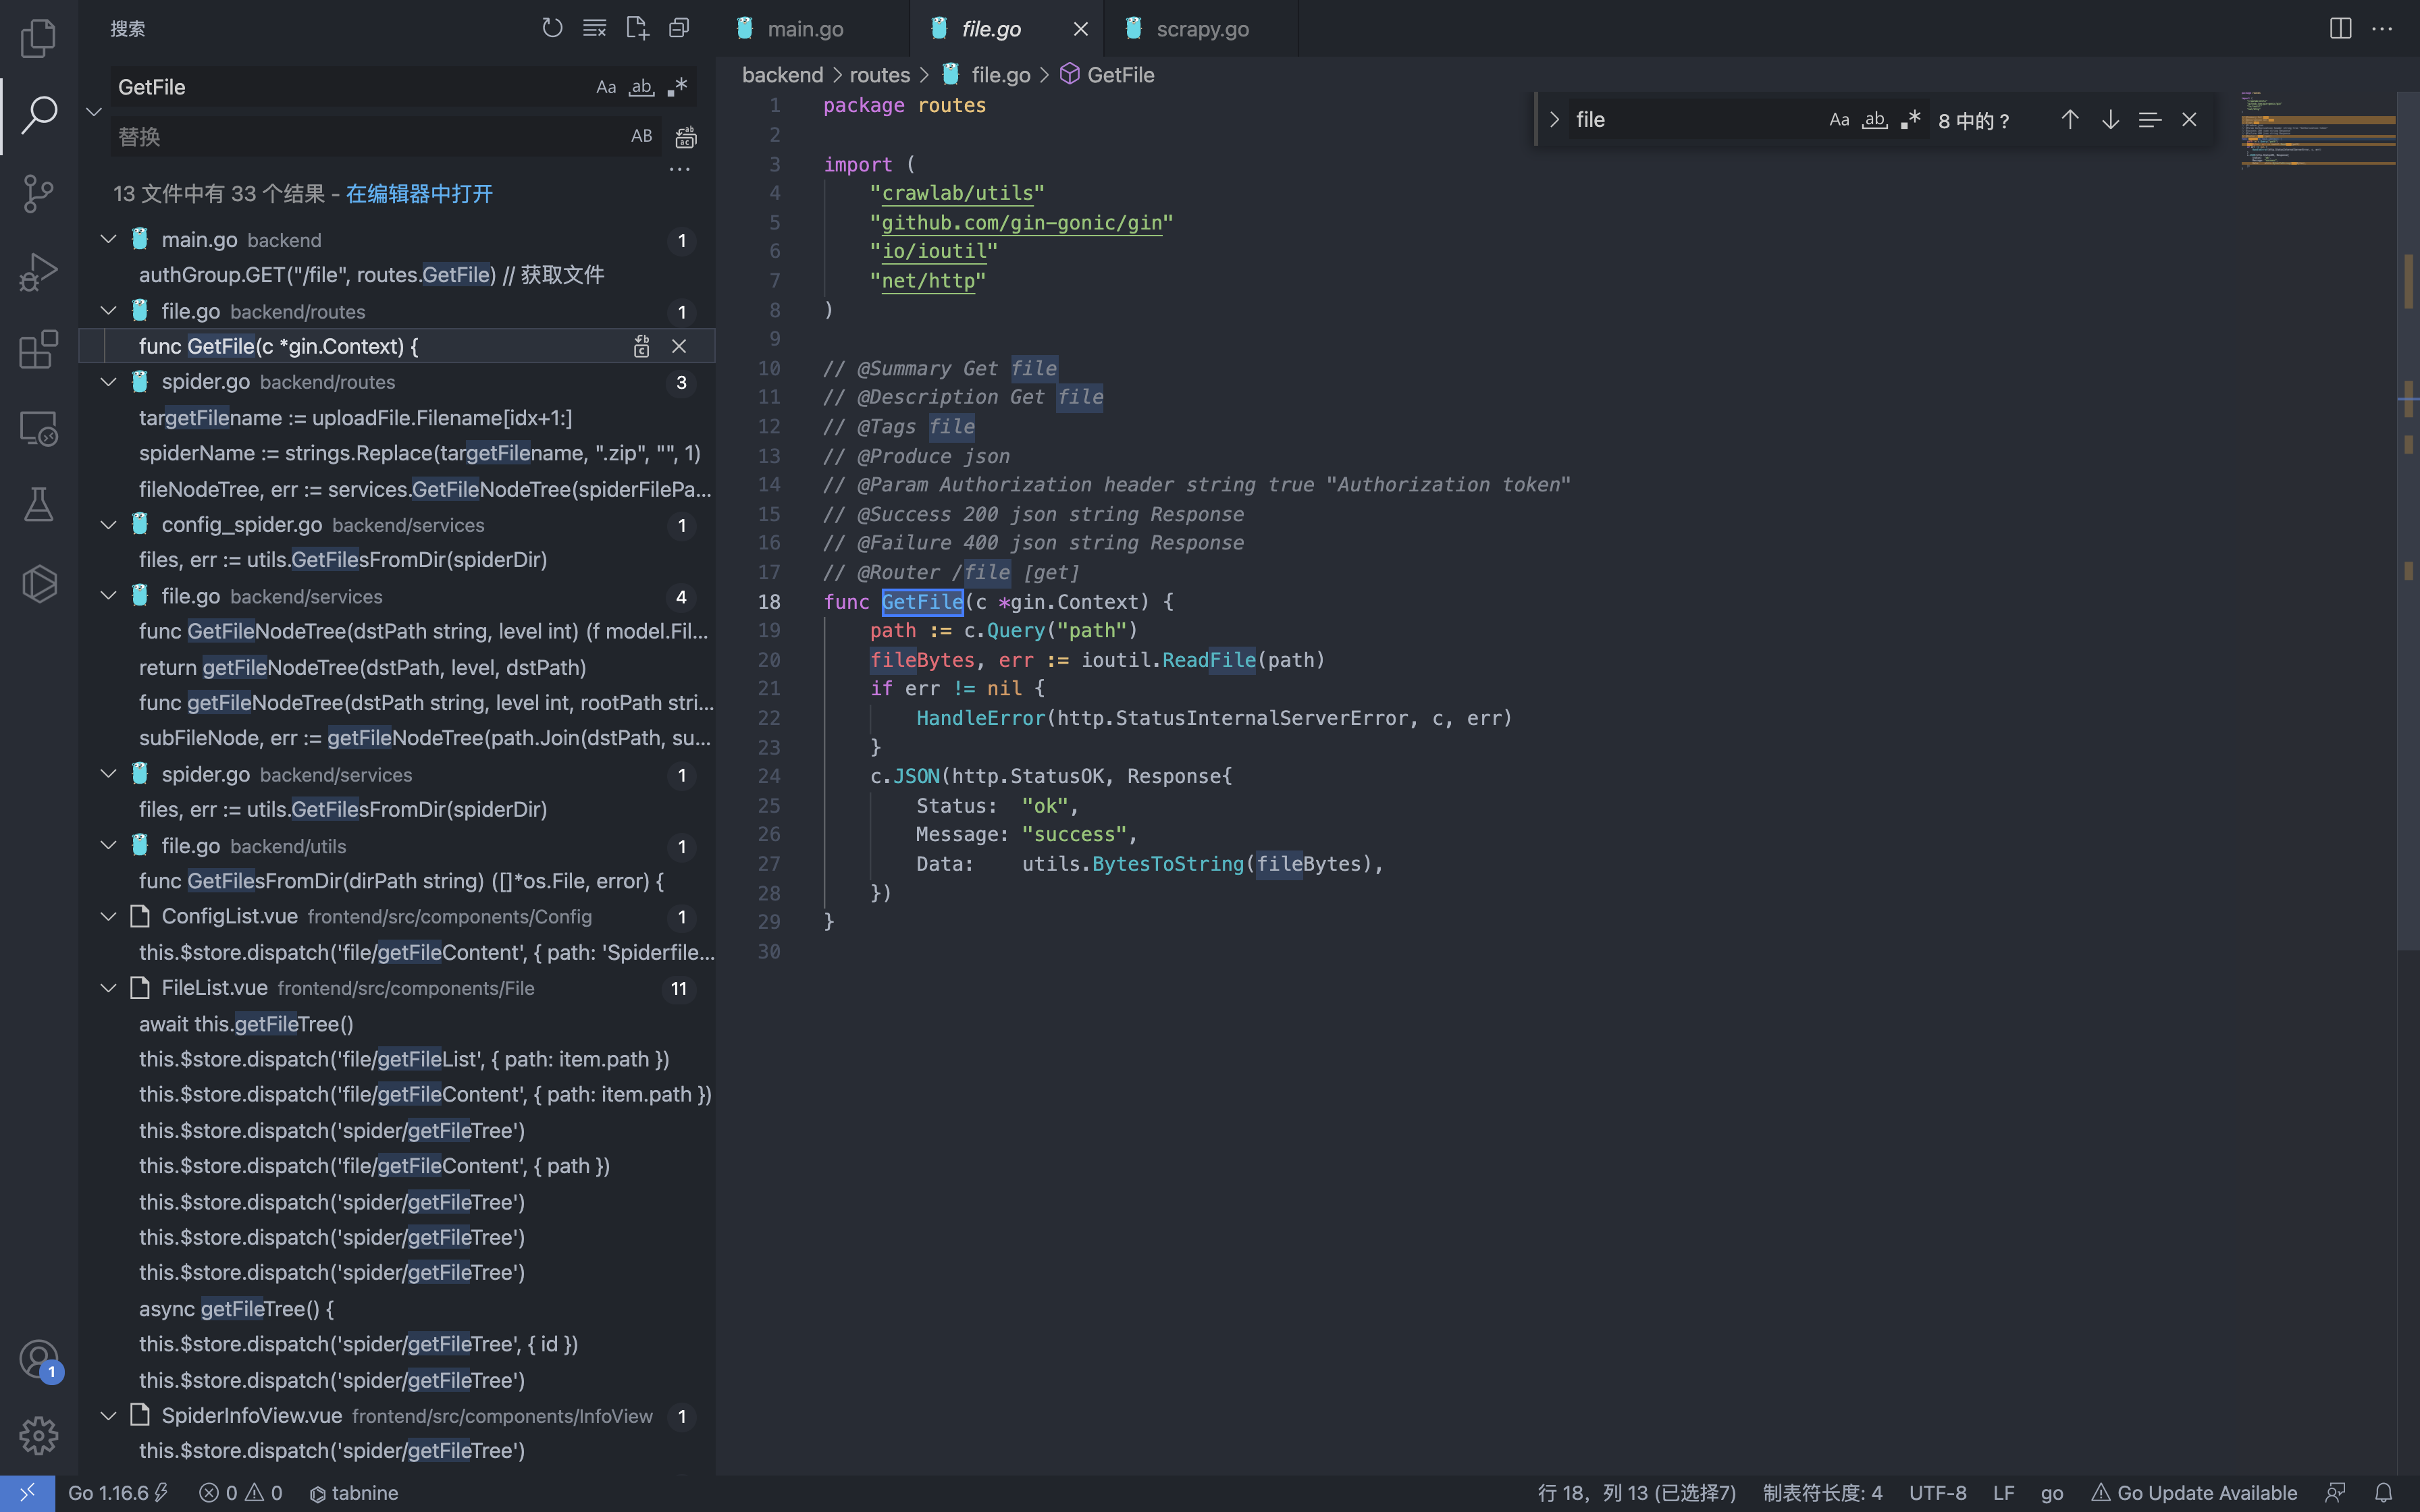 搜索
GetFile
Aa
ab
替换
AB
13 文件中有 33 个结果 - 在编辑器中打开
main.go backend 1
authGroup.GET("/file", routes.GetFile) // 获取文件
file.go backend/routes 1
func GetFile(c *gin.Context) {
spider.go backend/routes 3
targetFilename := uploadFile.Filename[idx+1:]
spiderName := strings.Replace(targetFilename, ".zip", "", 1)
fileNodeTree, err := services.GetFileNodeTree(spiderFilePa...
config_spider.go backend/services 1
files, err := utils.GetFilesFromDir(spiderDir)
file.go backend/services 4
func GetFileNodeTree(dstPath string, level int) (f model.Fil...
return getFileNodeTree(dstPath, level, dstPath)
func getFileNodeTree(dstPath string, level int, rootPath stri...
subFileNode, err := getFileNodeTree(path.Join(dstPath, su...
spider.go backend/services 1
files, err := utils.GetFilesFromDir(spiderDir)
file.go backend/utils 1
func GetFilesFromDir(dirPath string) ([]*os.File, error) {
ConfigList.vue frontend/src/components/Config 1
this.$store.dispatch('file/getFileContent', { path: 'Spiderfile...
FileList.vue frontend/src/components/File 11
await this.getFileTree()
this.$store.dispatch('file/getFileList', { path: item.path })
this.$store.dispatch('file/getFileContent', { path: item.path })
this.$store.dispatch('spider/getFileTree')
this.$store.dispatch('file/getFileContent', { path })
this.$store.dispatch('spider/getFileTree')
this.$store.dispatch('spider/getFileTree')
this.$store.dispatch('spider/getFileTree')
async getFileTree() {
this.$store.dispatch('spider/getFileTree', { id })
this.$store.dispatch('spider/getFileTree')
SpiderInfoView.vue frontend/src/components/InfoView 1
this.$store.dispatch('spider/getFileTree')
1
main.go file.go scrapy.go
backend > routes > file.go > GetFile
file Aa ab 8 中的 ?
1 package routes
2
3 import (
4 "crawlab/utils"
5 "github.com/gin-gonic/gin"
6 "io/ioutil"
7 "net/http"
8 )
9
10 // @Summary Get file
11 // @Description Get file
12 // @Tags file
13 // @Produce json
14 // @Param Authorization header string true "Authorization token"
15 // @Success 200 json string Response
16 // @Failure 400 json string Response
17 // @Router /file [get]
18 func GetFile(c *gin.Context) {
19 path := c.Query("path")
20 fileBytes, err := ioutil.ReadFile(path)
21 if err != nil {
22 HandleError(http.StatusInternalServerError, c, err)
23 }
24 c.JSON(http.StatusOK, Response{
25 Status: "ok",
26 Message: "success",
27 Data: utils.BytesToString(fileBytes),
28 })
29 }
30
Go 1.16.6 0 0 tabnine 行 18，列 13 (已选择7) 制表符长度: 4 UTF-8 LF go Go Update Available